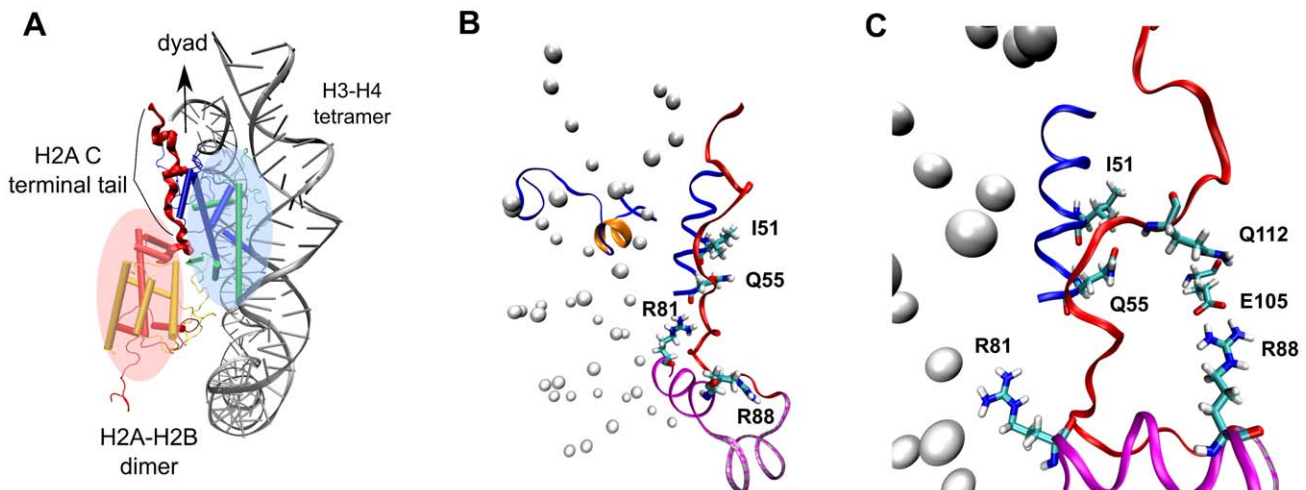 A
dyad
H3-H4
tetramer
H2A C
terminal tail
H2A-H2B
dimer
B
I51
Q55
R81
R88
C
I51
Q112
Q55
E105
R81
R88